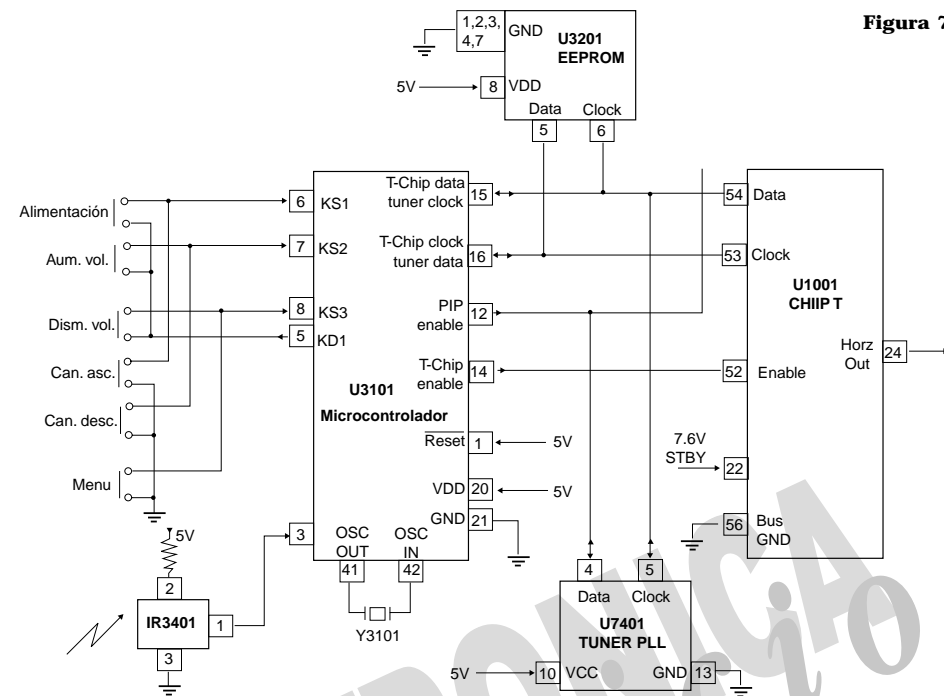 Figura 7
1,2,3,
4,7
GND
U3201
EEPROM
5V
8
VDD
Data
Clock
5
6
Alimentación
Aum. vol.
Dism. vol.
Can. asc.
Can. desc.
Menu
6
KS1
7
KS2
8
KS3
5
KD1
U3101
Microcontrolador
T-Chip data
tuner clock
15
T-Chip clock
tuner data
16
PIP
enable
12
T-Chip
enable
14
Reset
1
5V
VDD
20
5V
GND
21
3
OSC
OUT
OSC
IN
41
42
Y3101
5V
2
IR3401
1
3
54
Data
53
Clock
U1001
CHIIP T
Horz
Out
24
52
Enable
7.6V
STBY
22
56
Bus
GND
4
5
Data
Clock
U7401
TUNER PLL
5V
10
VCC
GND
13